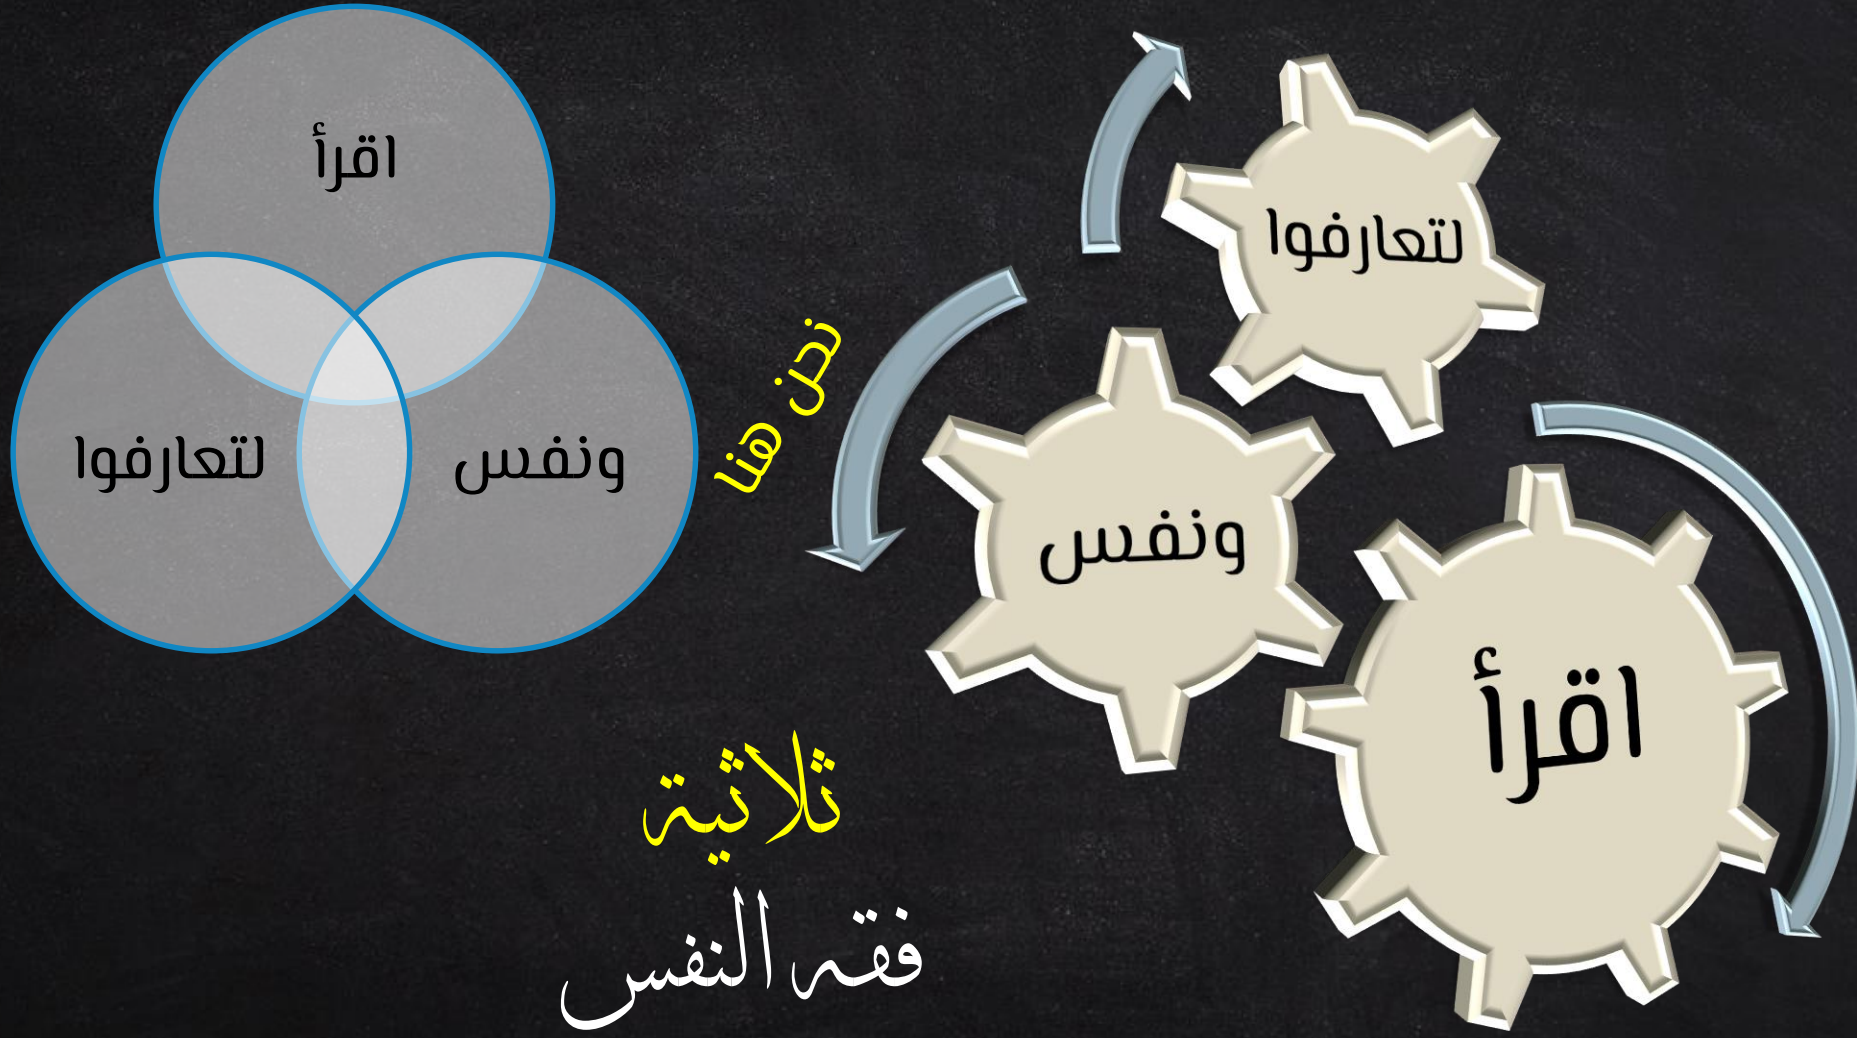 اقرأ
لتعارفوا
ونفس
نحن هنا
لتعارفوا
ونفس
اقرأ
ثلاثية
فقه النفس